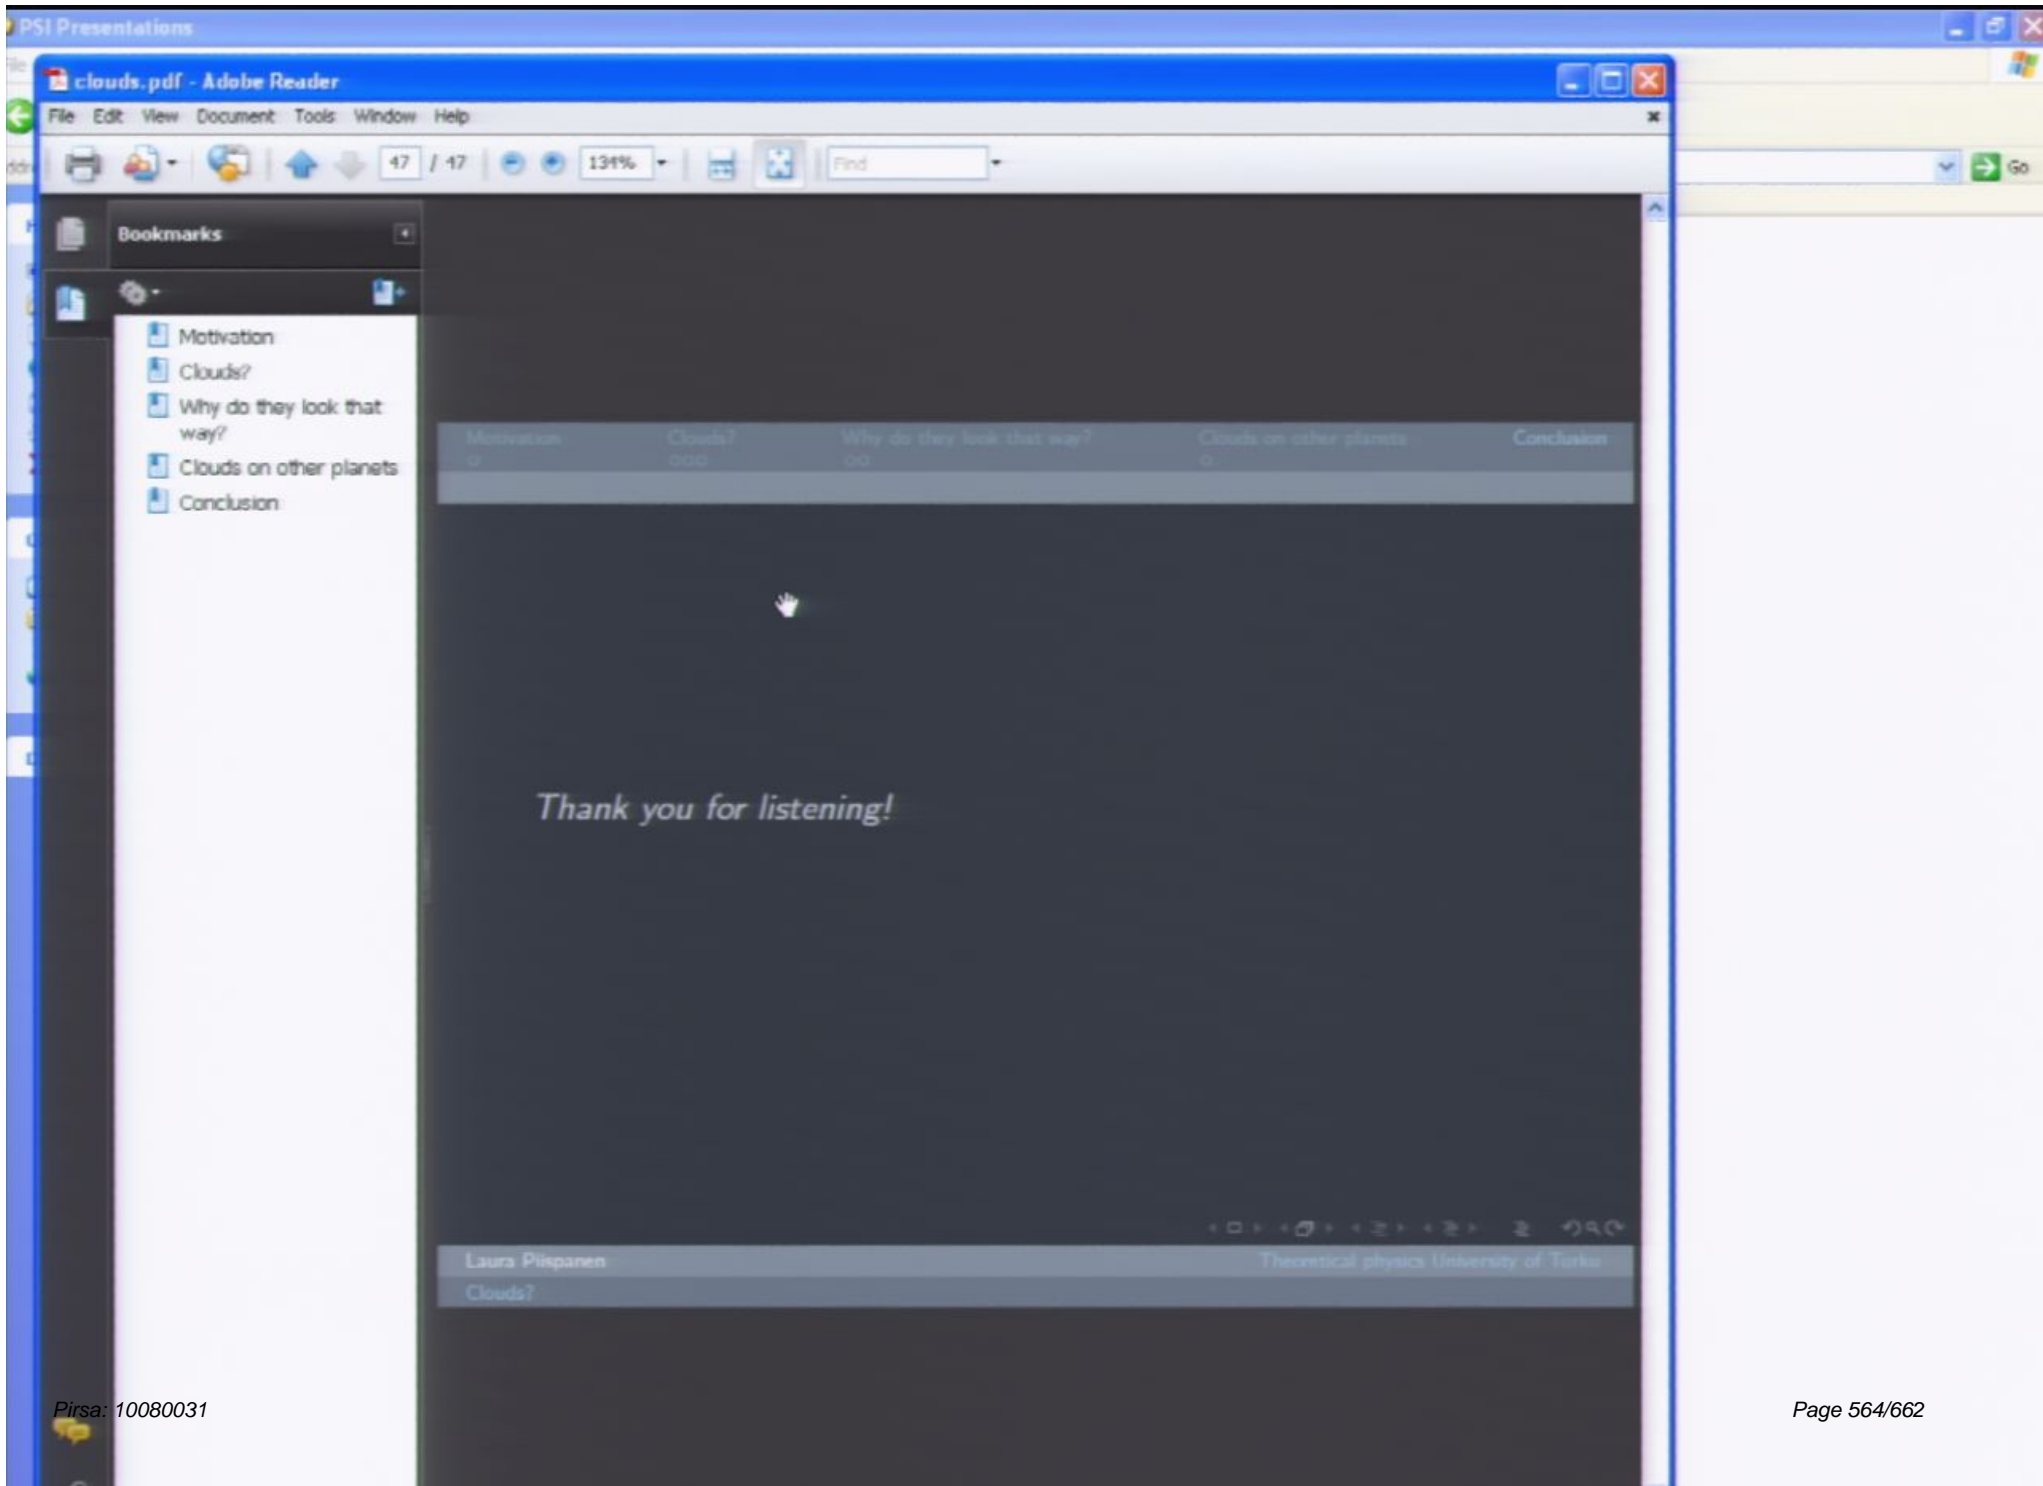 PSI Presentations
clouds.pdf - Adobe Reader
File Edit View Document Tools Window Help
47 / 47 134% Find
Go
Bookmarks
Motivation
Clouds?
Why do they look that
way?
Clouds on other planets
Conclusion
Motivation Clouds? Why do they look that way? Clouds on other planets Conclusion
Thank you for listening!
Laura Piispanen Theoretical physics University of Turku
Clouds?
Pirsa: 10080031 Page 564/662